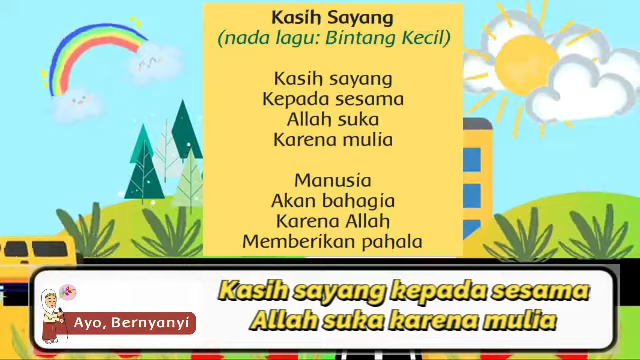 Kasih Sayang
(nada lagu: Bintang Kecil)
Kasih sayang
Kepada sesama
Allah suka
Karena mulia
Manusia
Akan bahagia
Karena Allah
Memberikan pahala
Kasih sayang kepada sesama
Allah suka karena mulia
Ayo, Bernyanyi